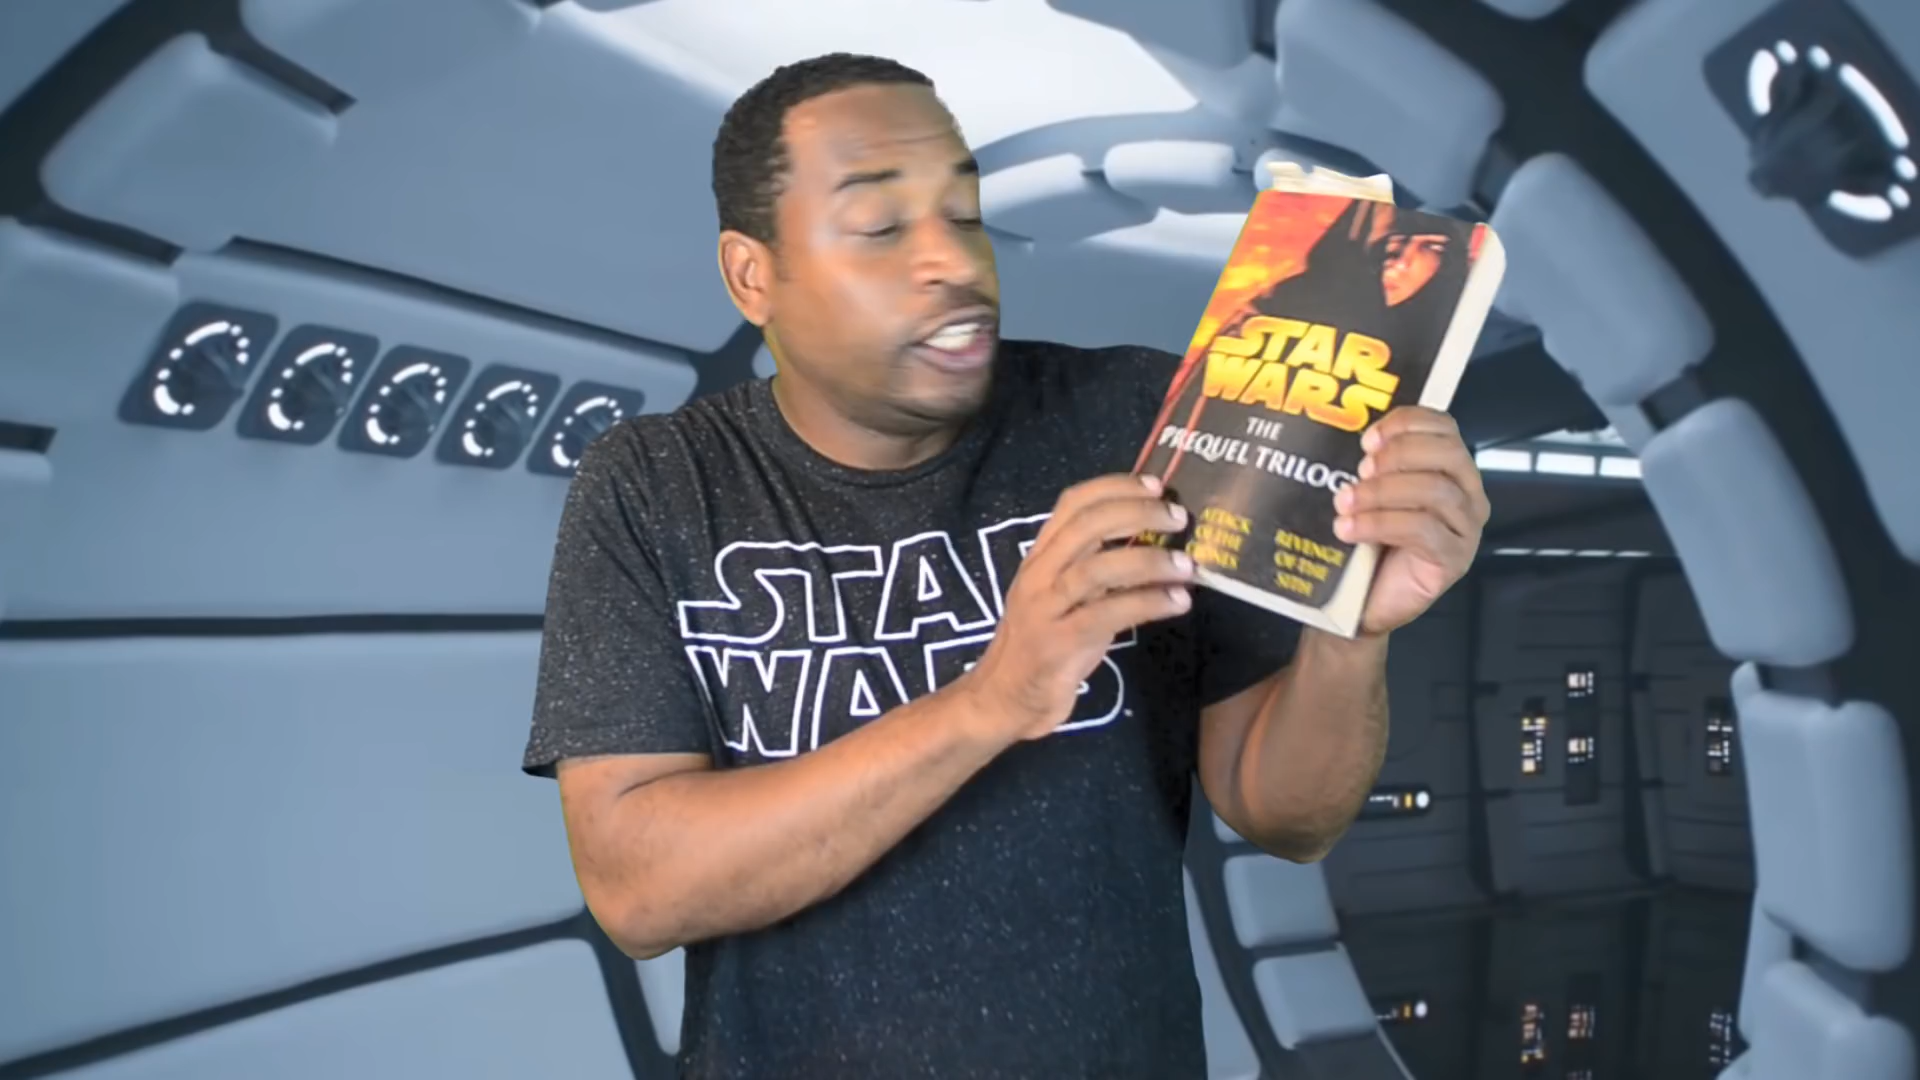 STAR
WARS
THE
PREQUEL TRILOGY
ATTACK
OF THE
CLONES
REVENGE
OF THE
SITH
STAR
WARS